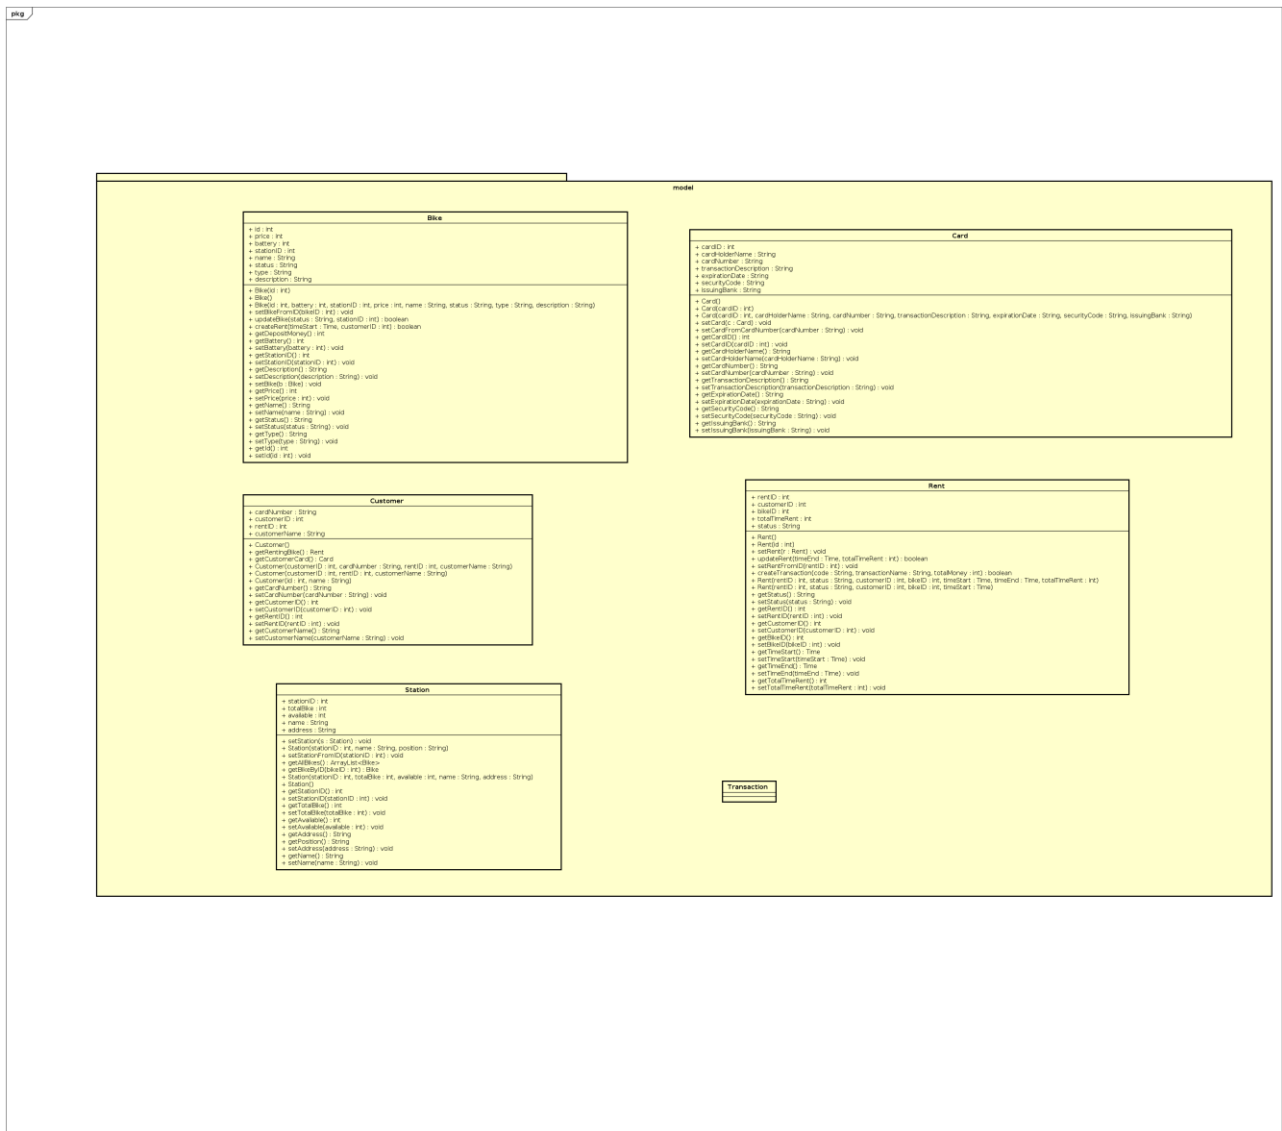 pkg
model
Bike
+ id : int
+ price : int
+ battery : int
+ stationID : int
+ name : String
+ status : String
+ type : String
+ description : String
+ Bike(id : int)
+ Bike()
+ Bike(id : int, battery : int, stationID : int, price : int, name : String, status : String, type : String, description : String)
+ setBikeFromID(bikeID : int) : void
+ updateBike(status : String, stationID : int) : boolean
+ createRent(timeStart : Time, customerID : int) : boolean
+ getDepositMoney() : int
+ getBattery() : int
+ setBattery(battery : int) : void
+ getStationID() : int
+ setStationID(stationID : int) : void
+ getDescription() : String
+ setDescription(description : String) : void
+ setBike(b : Bike) : void
+ getPrice() : int
+ setPrice(price : int) : void
+ getName() : String
+ setName(name : String) : void
+ getStatus() : String
+ setStatus(status : String) : void
+ getType() : String
+ setType(type : String) : void
+ getId() : int
+ setId(id : int) : void
Card
+ cardID : int
+ cardHolderName : String
+ cardNumber : String
+ transactionDescription : String
+ expirationDate : String
+ securityCode : String
+ issuingBank : String
+ Card()
+ Card(cardID : int)
+ Card(cardID : int, cardHolderName : String, cardNumber : String, transactionDescription : String, expirationDate : String, securityCode : String, issuingBank : String)
+ setCard(c : Card) : void
+ setCardFromCardNumber(cardNumber : String) : void
+ getCardID() : int
+ setCardID(cardID : int) : void
+ getCardHolderName() : String
+ setCardHolderName(cardHolderName : String) : void
+ getCardNumber() : String
+ setCardNumber(cardNumber : String) : void
+ getTransactionDescription() : String
+ setTransactionDescription(transactionDescription : String) : void
+ getExpirationDate() : String
+ setExpirationDate(expirationDate : String) : void
+ getSecurityCode() : String
+ setSecurityCode(securityCode : String) : void
+ getIssuingBank() : String
+ setIssuingBank(issuingBank : String) : void
Customer
+ cardNumber : String
+ customerID : int
+ rentID : int
+ customerName : String
+ Customer()
+ getRentingBike() : Rent
+ getCustomerCard() : Card
+ Customer(customerID : int, cardNumber : String, rentID : int, customerName : String)
+ Customer(customerID : int, rentID : int, customerName : String)
+ Customer(id : int, name : String)
+ getCardNumber() : String
+ setCardNumber(cardNumber : String) : void
+ getCustomerID() : int
+ setCustomerID(customerID : int) : void
+ getRentID() : int
+ setRentID(rentID : int) : void
+ getCustomerName() : String
+ setCustomerName(customerName : String) : void
Rent
+ rentID : int
+ customerID : int
+ bikeID : int
+ totalTimeRent : int
+ status : String
+ Rent()
+ Rent(id : int)
+ setRent(r : Rent) : void
+ updateRent(timeEnd : Time, totalTimeRent : int) : boolean
+ setRentFromID(rentID : int) : void
+ createTransaction(code : String, transactionName : String, totalMoney : int) : boolean
+ Rent(rentID : int, status : String, customerID : int, bikeID : int, timeStart : Time, timeEnd : Time, totalTimeRent : int)
+ Rent(rentID : int, status : String, customerID : int, bikeID : int, timeStart : Time)
+ getStatus() : String
+ setStatus(status : String) : void
+ getRentID() : int
+ setRentID(rentID : int) : void
+ getCustomerID() : int
+ setCustomerID(customerID : int) : void
+ getBikeID() : int
+ setBikeID(bikeID : int) : void
+ getTimeStart() : Time
+ setTimeStart(timeStart : Time) : void
+ getTimeEnd() : Time
+ setTimeEnd(timeEnd : Time) : void
+ getTotalTimeRent() : int
+ setTotalTimeRent(totalTimeRent : int) : void
Station
+ stationID : int
+ totalBike : int
+ available : int
+ name : String
+ address : String
+ setStation(s : Station) : void
+ Station(stationID : int, name : String, position : String)
+ setStationFromID(stationID : int) : void
+ getAllBikes() : ArrayList<Bike>
+ getBikeByID(bikeID : int) : Bike
+ Station(stationID : int, totalBike : int, available : int, name : String, address : String)
+ Station()
+ getStationID() : int
+ setStationID(stationID : int) : void
+ getTotalBike() : int
+ setTotalBike(totalBike : int) : void
+ getAvailable() : int
+ setAvailable(available : int) : void
+ getAddress() : String
+ getPosition() : String
+ setAddress(address : String) : void
+ getName() : String
+ setName(name : String) : void
Transaction